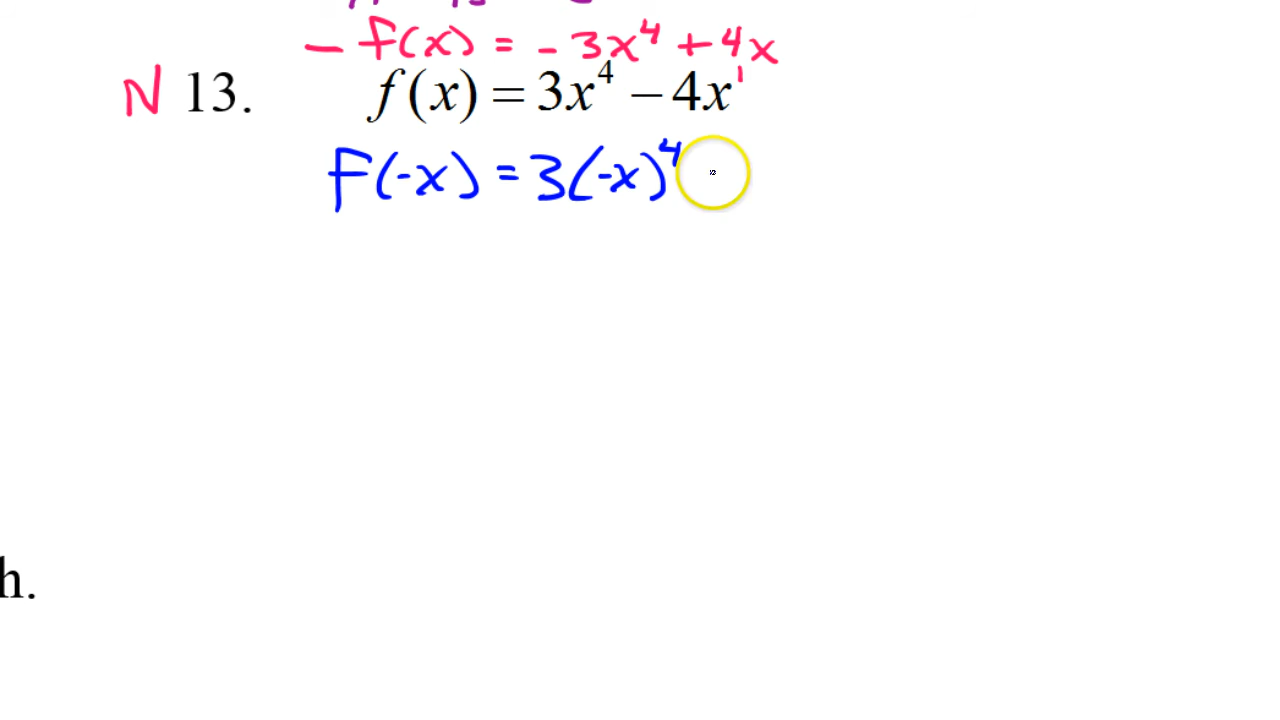 - f(x) = - 3x⁴ + 4x
N 13. f(x) = 3x⁴ − 4x¹
F(-x) = 3(-x)⁴
h.